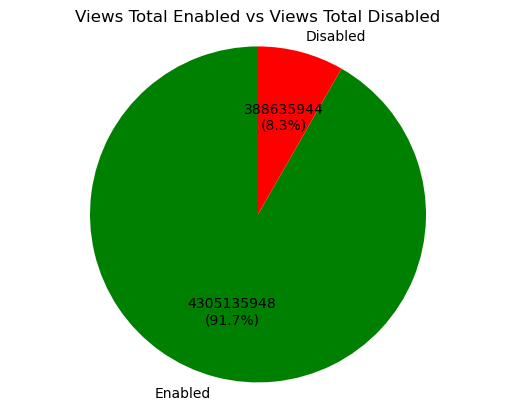 Views Total Enabled vs Views Total Disabled
Disabled
388635944
(8.3%)
4305135948
(91.7%)
Enabled